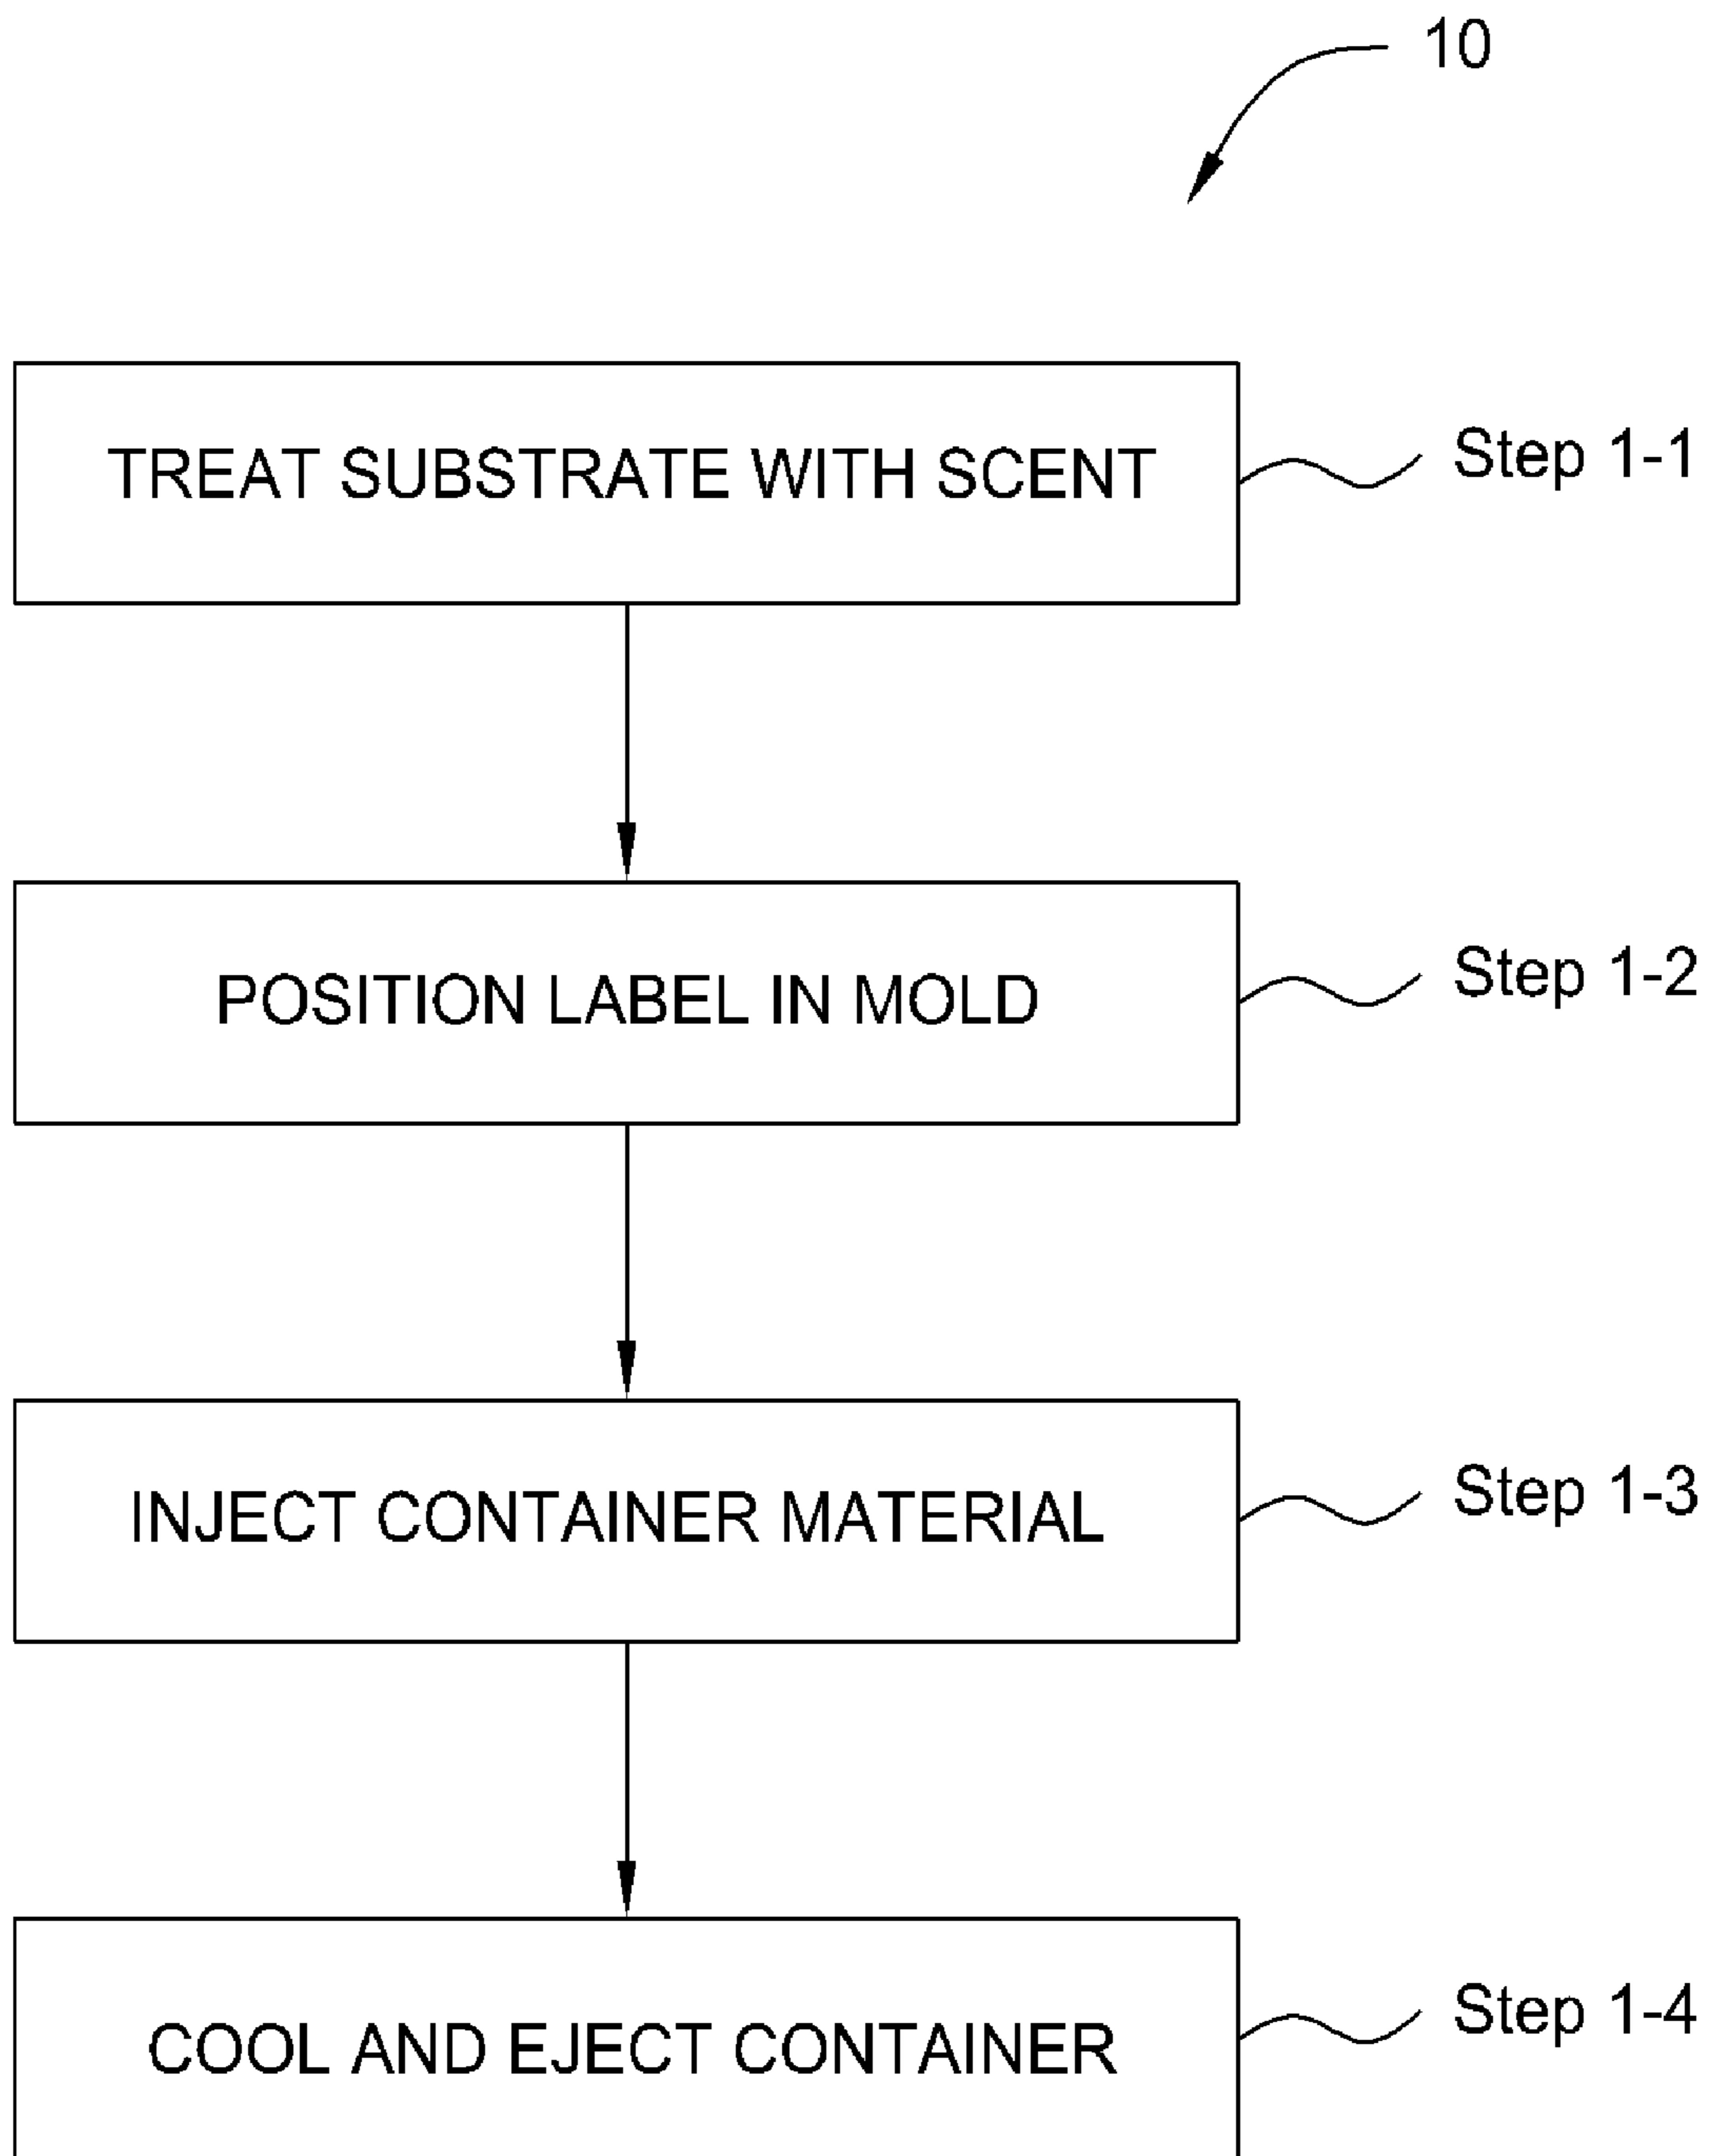 10
TREAT SUBSTRATE WITH SCENT
Step 1-1
POSITION LABEL IN MOLD
Step 1-2
INJECT CONTAINER MATERIAL
Step 1-3
COOL AND EJECT CONTAINER
Step 1-4